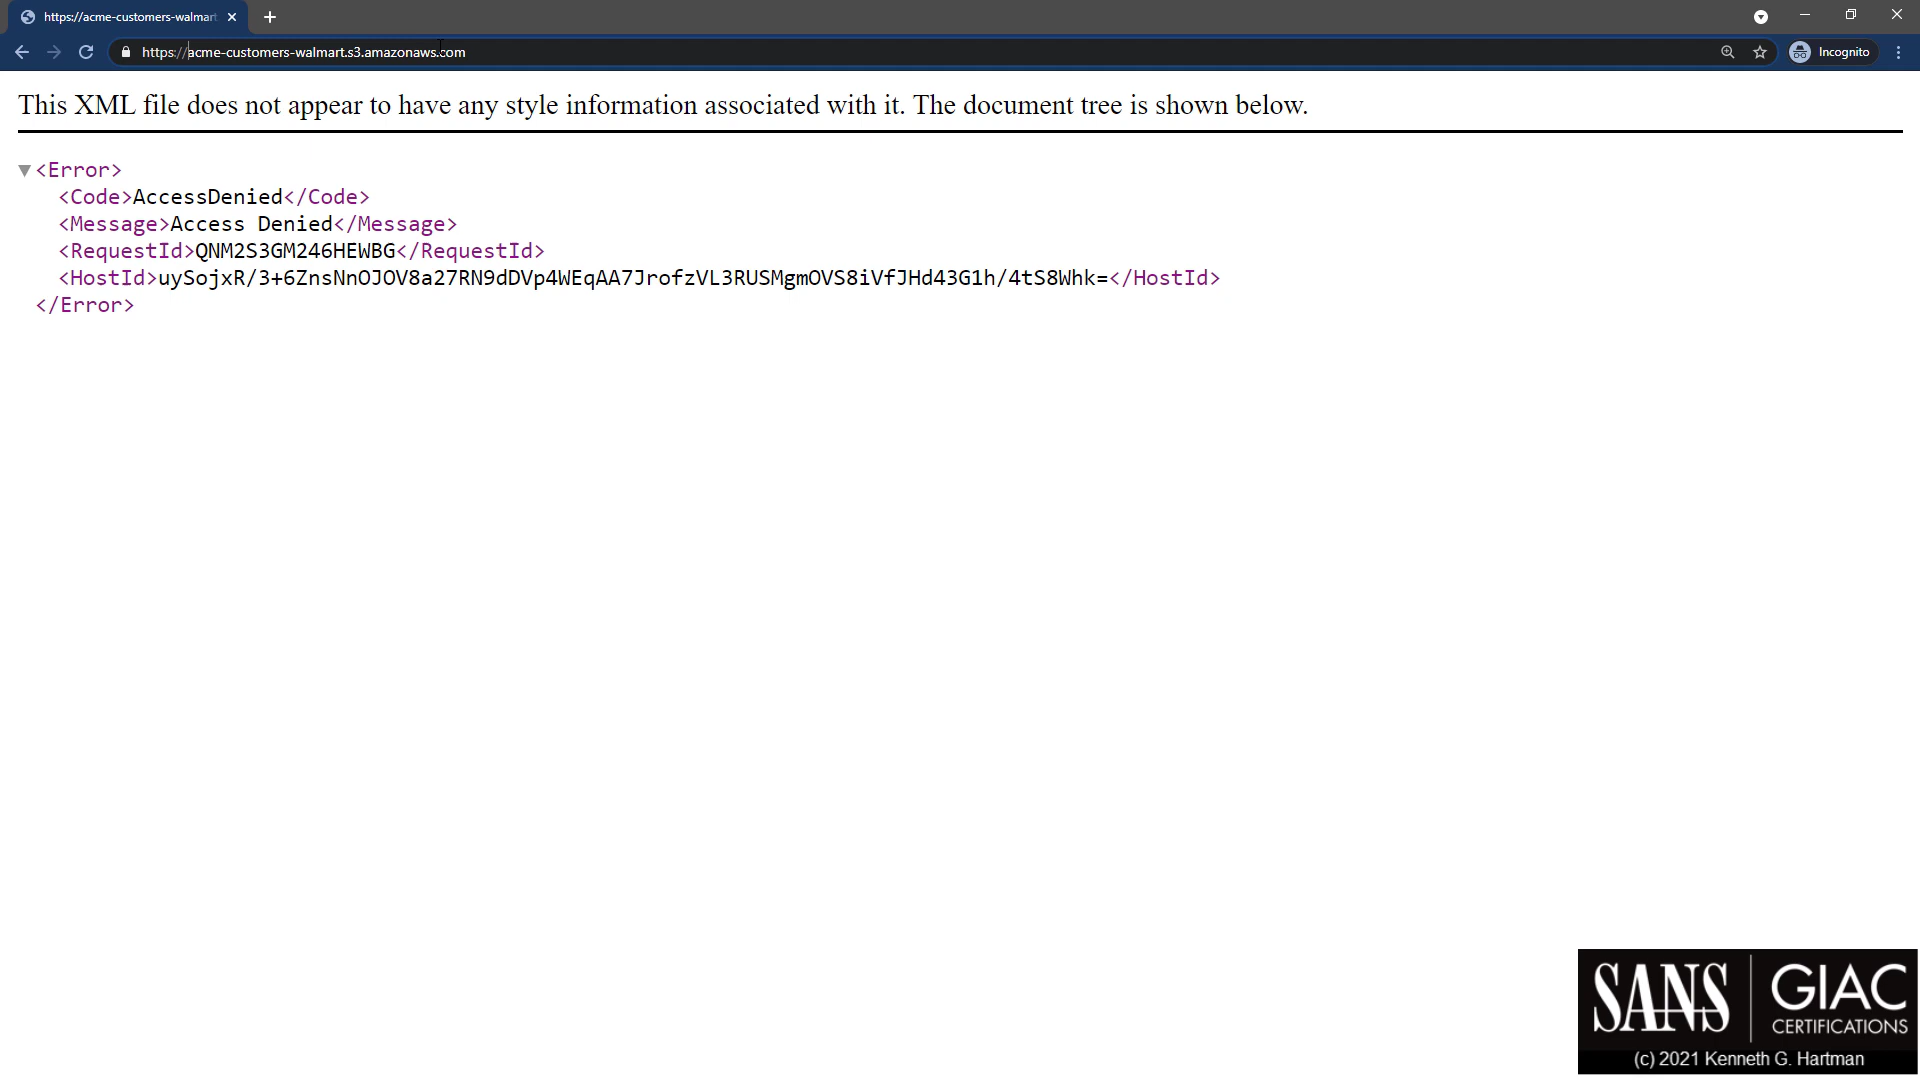 https://acme-customers-walmart
https://acme-customers-walmart.s3.amazonaws.com
Incognito
This XML file does not appear to have any style information associated with it. The document tree is shown below.
<Error>
<Code>AccessDenied</Code>
<Message>Access Denied</Message>
<RequestId>QNM2S3GM246HEWBG</RequestId>
<HostId>uySojxR/3+6ZnsNnOJOV8a27RN9dDVp4WEqAA7JrofzVL3RUSMgmOVS8iVfJHd43G1h/4tS8Whk=</HostId>
</Error>
SANS
GIAC
CERTIFICATIONS
(c) 2021 Kenneth G. Hartman